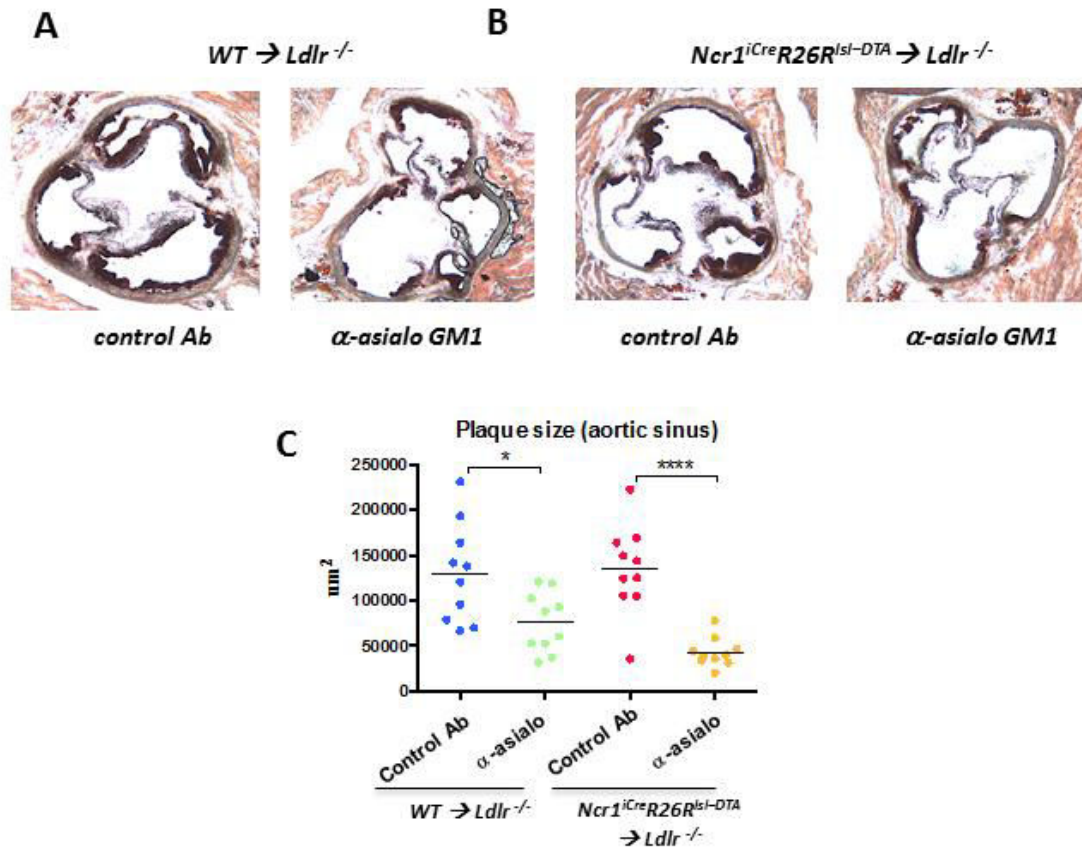 A
WT → Ldlr -/-
control Ab
α-asialo GM1
B
Ncr1iCreR26Rlsl-DTA → Ldlr -/-
control Ab
α-asialo GM1
C
Plaque size (aortic sinus)
*
****
um2
250000
200000
150000
100000
50000
0
Control Ab
α-asialo
Control Ab
α-asialo
WT → Ldlr -/-
Ncr1iCreR26Rlsl-DTA
→ Ldlr -/-